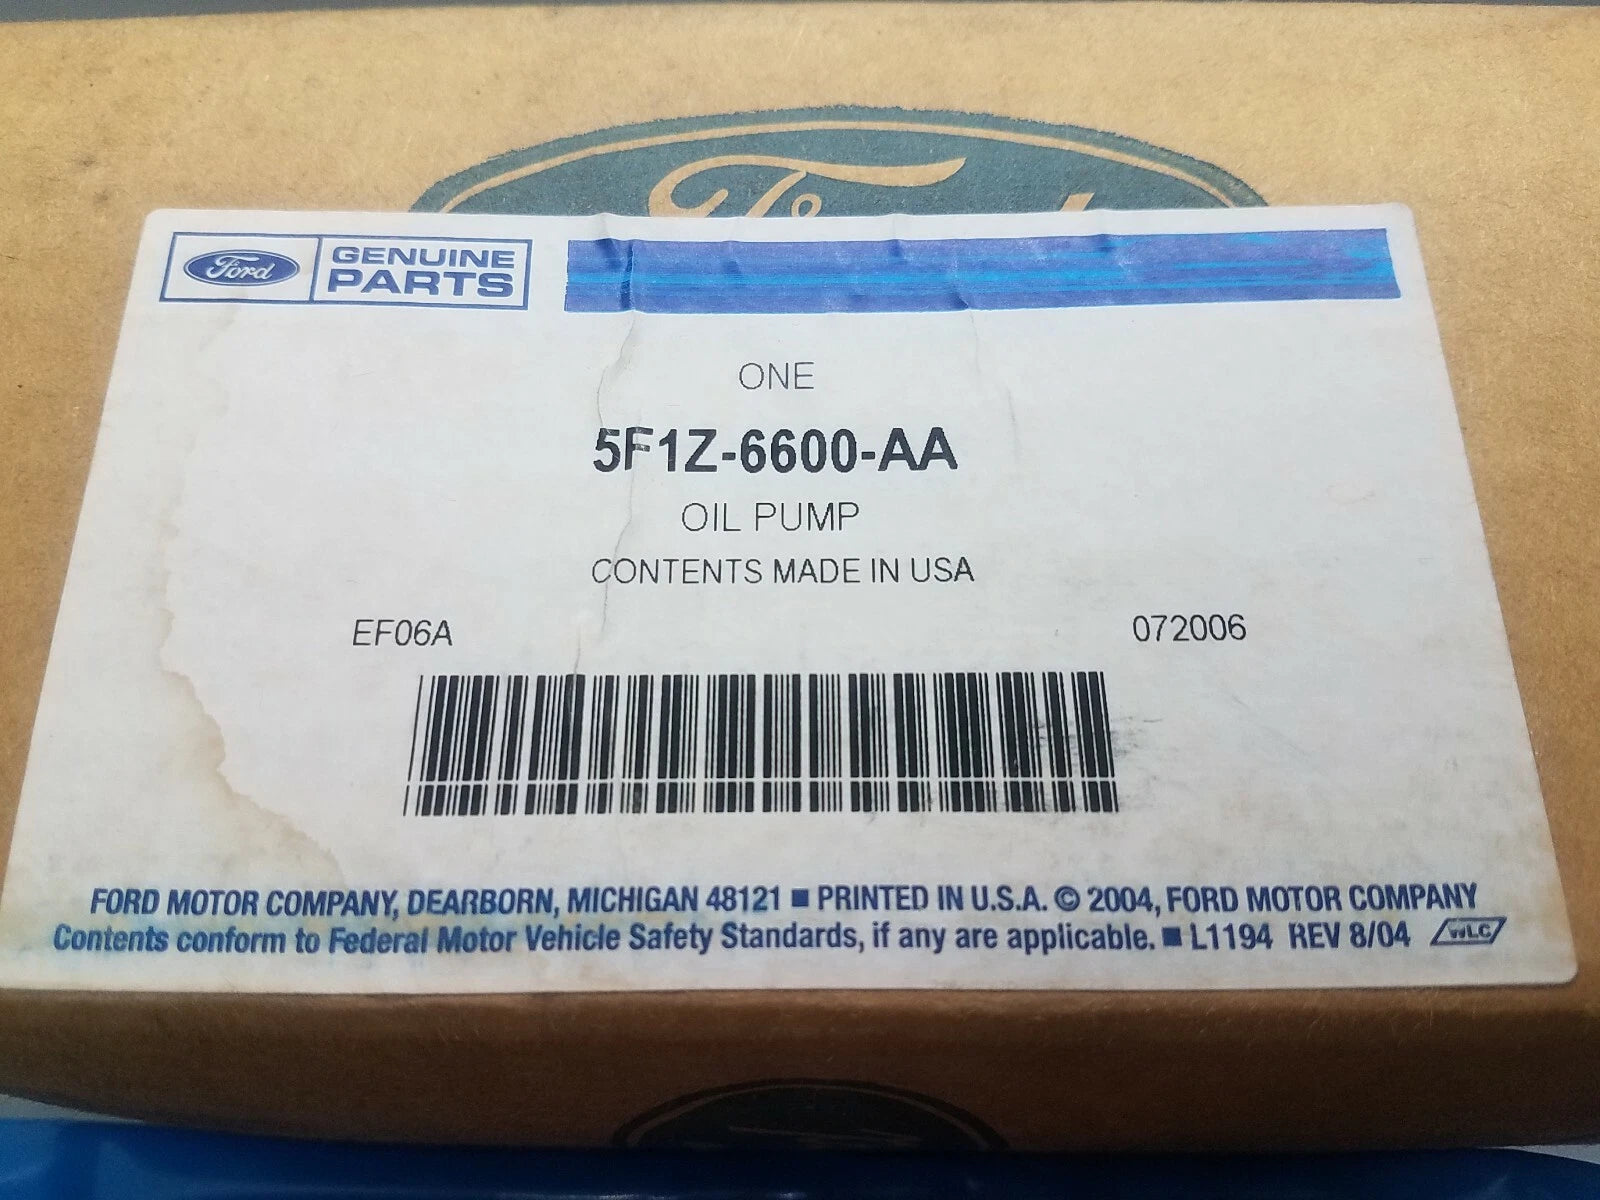 Ford
Ford
GENUINE
PARTS
ONE
5F1Z-6600-AA
OIL PUMP
CONTENTS MADE IN USA
EF06A
072006
FORD MOTOR COMPANY, DEARBORN, MICHIGAN 48121 ■ PRINTED IN U.S.A. © 2004, FORD MOTOR COMPANY
Contents conform to Federal Motor Vehicle Safety Standards, if any are applicable. ■ L1194 REV 8/04 WLC